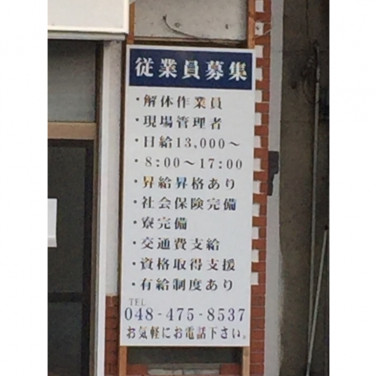 従業員募集
・解体作業員
・現場管理者
・日給13,000～
・8:00～17:00
・昇給昇格あり
・社会保険完備
・寮完備
・交通費支給
・資格取得支援
・有給制度あり
TEL
048-475-8537
お気軽にお電話下さい。